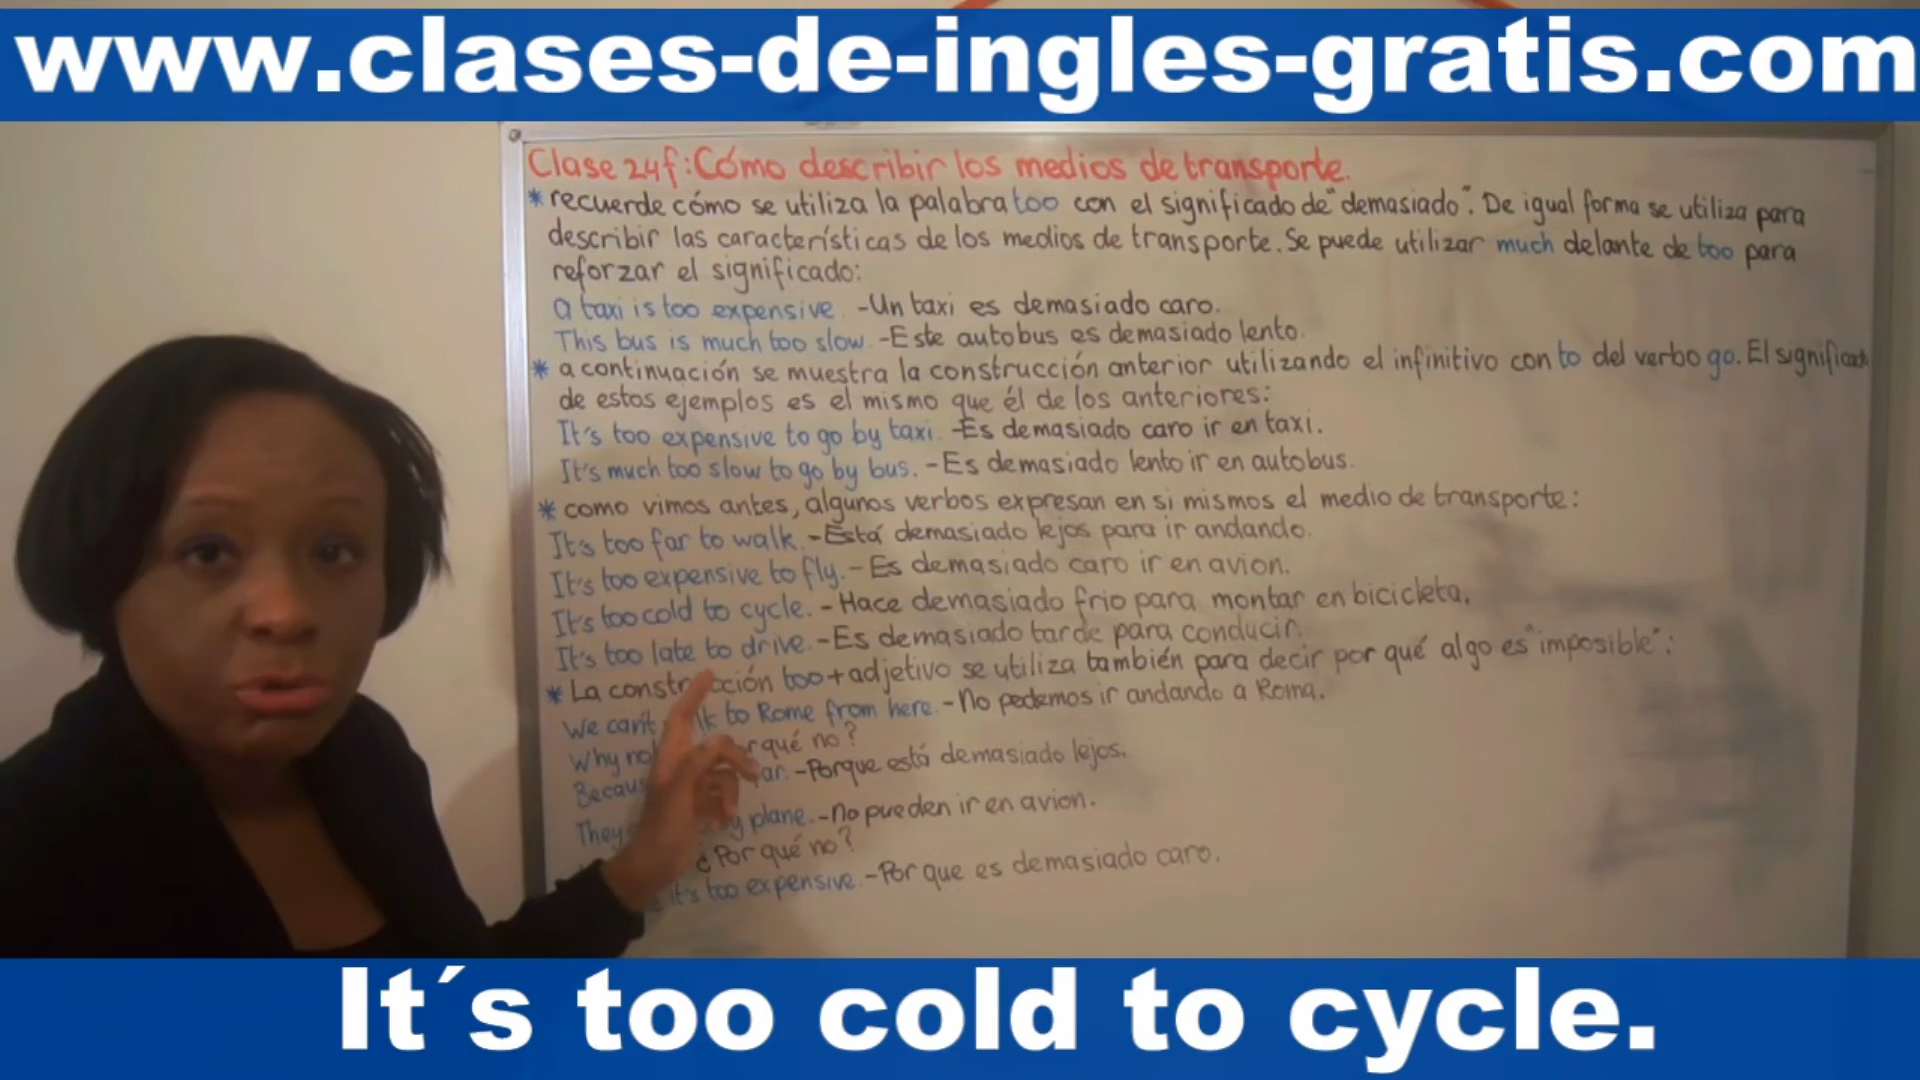 www.clases-de-ingles-gratis.com
Clase 24f: Cómo describir los medios de transporte.
* recuerde cómo se utiliza la palabra too con el significado de "demasiado". De igual forma se utiliza para
describir las características de los medios de transporte. Se puede utilizar much delante de too para
reforzar el significado:
a taxi is too expensive. - Un taxi es demasiado caro.
This bus is much too slow. - Este autobus es demasiado lento.
* a continuación se muestra la construcción anterior utilizando el infinitivo con to del verbo go. El significado
de estos ejemplos es el mismo que él de los anteriores:
It's too expensive to go by taxi. - Es demasiado caro ir en taxi.
It's much too slow to go by bus. - Es demasiado lento ir en autobus.
* como vimos antes, algunos verbos expresan en si mismos el medio de transporte:
It's too far to walk. - Está demasiado lejos para ir andando.
It's too expensive to fly. - Es demasiado caro ir en avion.
It's too cold to cycle. - Hace demasiado frio para montar en bicicleta.
It's too late to drive. - Es demasiado tarde para conducir.
* La construcción too + adjetivo se utiliza también para decir por qué algo es "imposible":
We can't to Rome from here. - No podemos ir andando a Roma.
Why qué no?
- Porque está demasiado lejos.
They plane. - No pueden ir en avion.
¿Por qué no?
it's too expensive. - Por que es demasiado caro.
It´s too cold to cycle.